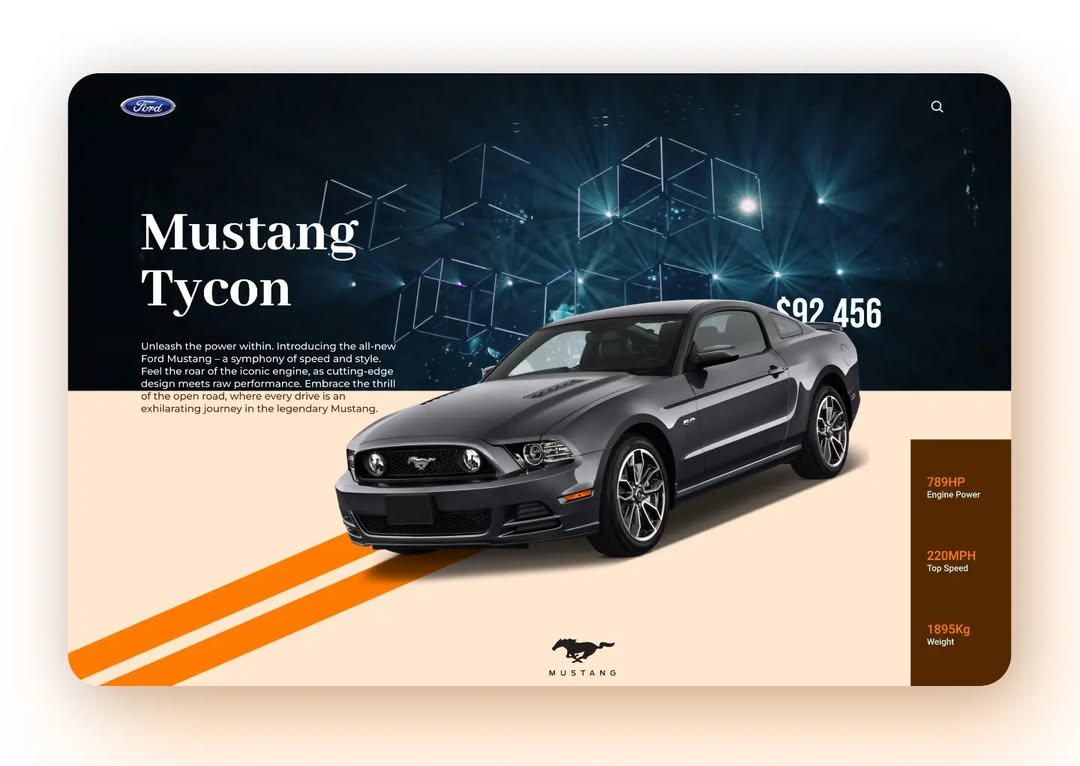 Ford
Mustang
Tycon
$92 456
Unleash the power within. Introducing the all-new
Ford Mustang – a symphony of speed and style.
Feel the roar of the iconic engine, as cutting-edge
design meets raw performance. Embrace the thrill
of the open road, where every drive is an
exhilarating journey in the legendary Mustang.
5.0
789HP
Engine Power
220MPH
Top Speed
1895Kg
Weight
MUSTANG